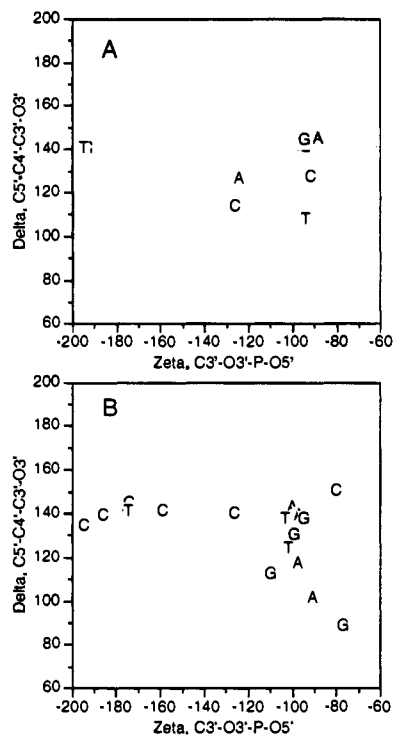 200
180
160
140
120
100
80
60
Delta, C5'-C4'-C3'-O3'
A
T
G
A
A
C
C
T
-200 -180 -160 -140 -120 -100 -80 -60
Zeta, C3'-O3'-P-O5'
200
180
160
140
120
100
80
60
Delta, C5'-C4'-C3'-O3'
B
C
C
T
C
C
C
T
G
G
T
G
A
A
G
-200 -180 -160 -140 -120 -100 -80 -60
Zeta, C3'-O3'-P-O5'